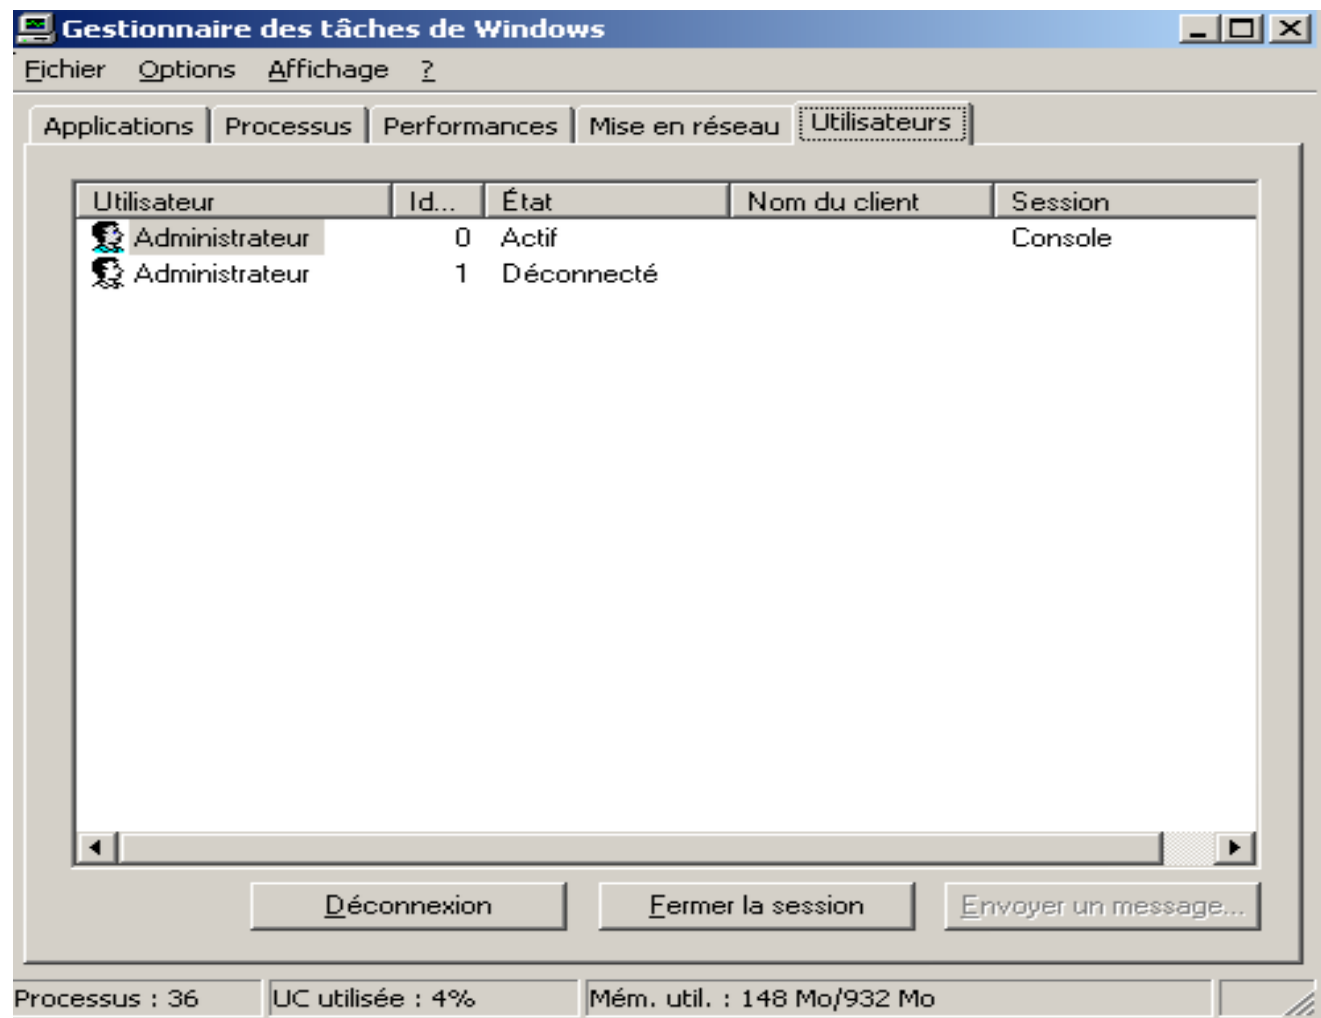 Gestionnaire des tâches de Windows
Fichier Options Affichage ?
Applications Processus Performances Mise en réseau Utilisateurs
Utilisateur Id... État Nom du client Session
Administrateur 0 Actif Console
Administrateur 1 Déconnecté
Déconnexion Fermer la session Envoyer un message...
Processus : 36 UC utilisée : 4% Mém. util. : 148 Mo/932 Mo